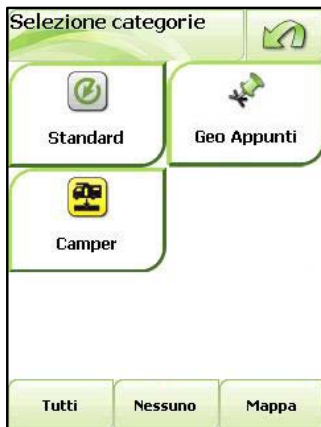 Selezione categorie
Standard
Geo Appunti
Camper
Tutti
Nessuno
Mappa